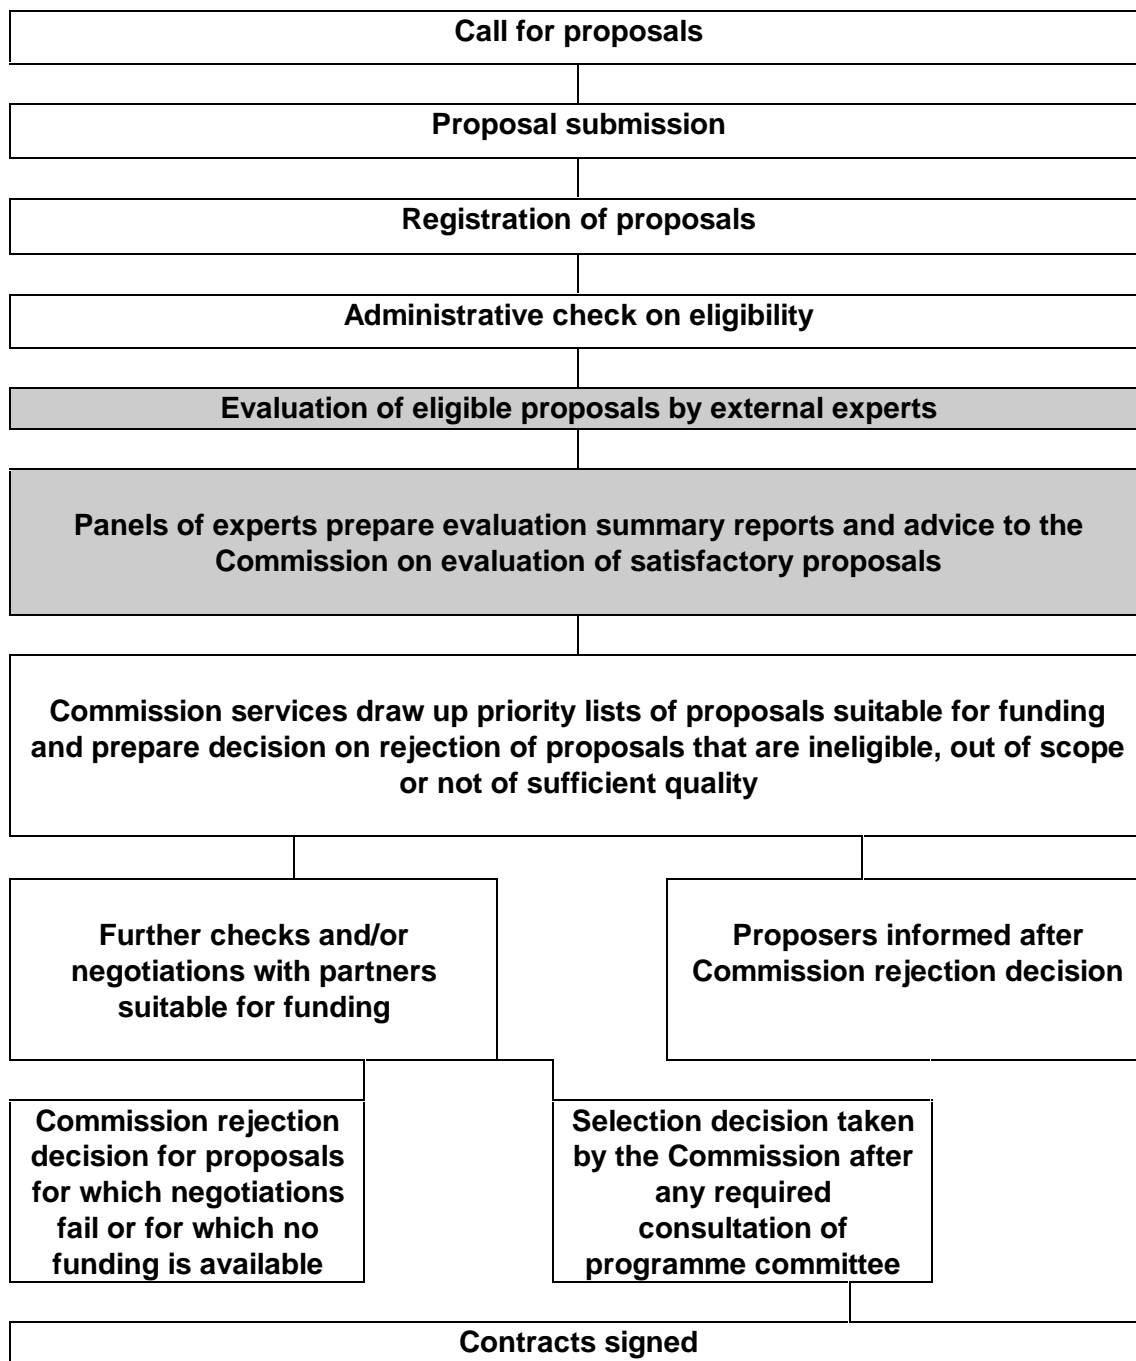 Call for proposals
Proposal submission
Registration of proposals
Administrative check on eligibility
Evaluation of eligible proposals by external experts
Panels of experts prepare evaluation summary reports and advice to the
Commission on evaluation of satisfactory proposals
Commission services draw up priority lists of proposals suitable for funding
and prepare decision on rejection of proposals that are ineligible, out of scope
or not of sufficient quality
Further checks and/or
negotiations with partners
suitable for funding
Proposers informed after
Commission rejection decision
Commission rejection
decision for proposals
for which negotiations
fail or for which no
funding is available
Selection decision taken
by the Commission after
any required
consultation of
programme committee
Contracts signed